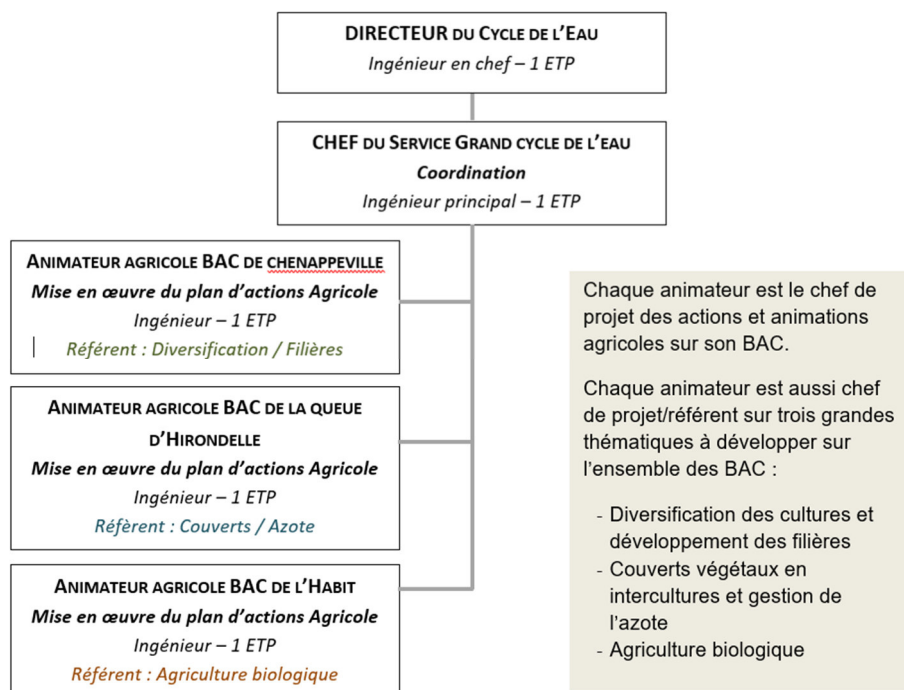 DIRECTEUR DU CYCLE DE L’EAU
Ingénieur en chef – 1 ETP
CHEF DU SERVICE GRAND CYCLE DE L’EAU
Coordination
Ingénieur principal – 1 ETP
ANIMATEUR AGRICOLE BAC DE CHENAPPEVILLE
Mise en œuvre du plan d’actions Agricole
Ingénieur – 1 ETP
Référent : Diversification / Filières
ANIMATEUR AGRICOLE BAC DE LA QUEUE
D’HIRONDELLE
Mise en œuvre du plan d’actions Agricole
Ingénieur – 1 ETP
Réfèrent : Couverts / Azote
ANIMATEUR AGRICOLE BAC DE L’HABIT
Mise en œuvre du plan d’actions Agricole
Ingénieur – 1 ETP
Référent : Agriculture biologique
Chaque animateur est le chef de
projet des actions et animations
agricoles sur son BAC.
Chaque animateur est aussi chef
de projet/référent sur trois grandes
thématiques à développer sur
l’ensemble des BAC :
- Diversification des cultures et
développement des filières
- Couverts végétaux en
intercultures et gestion de
l’azote
- Agriculture biologique